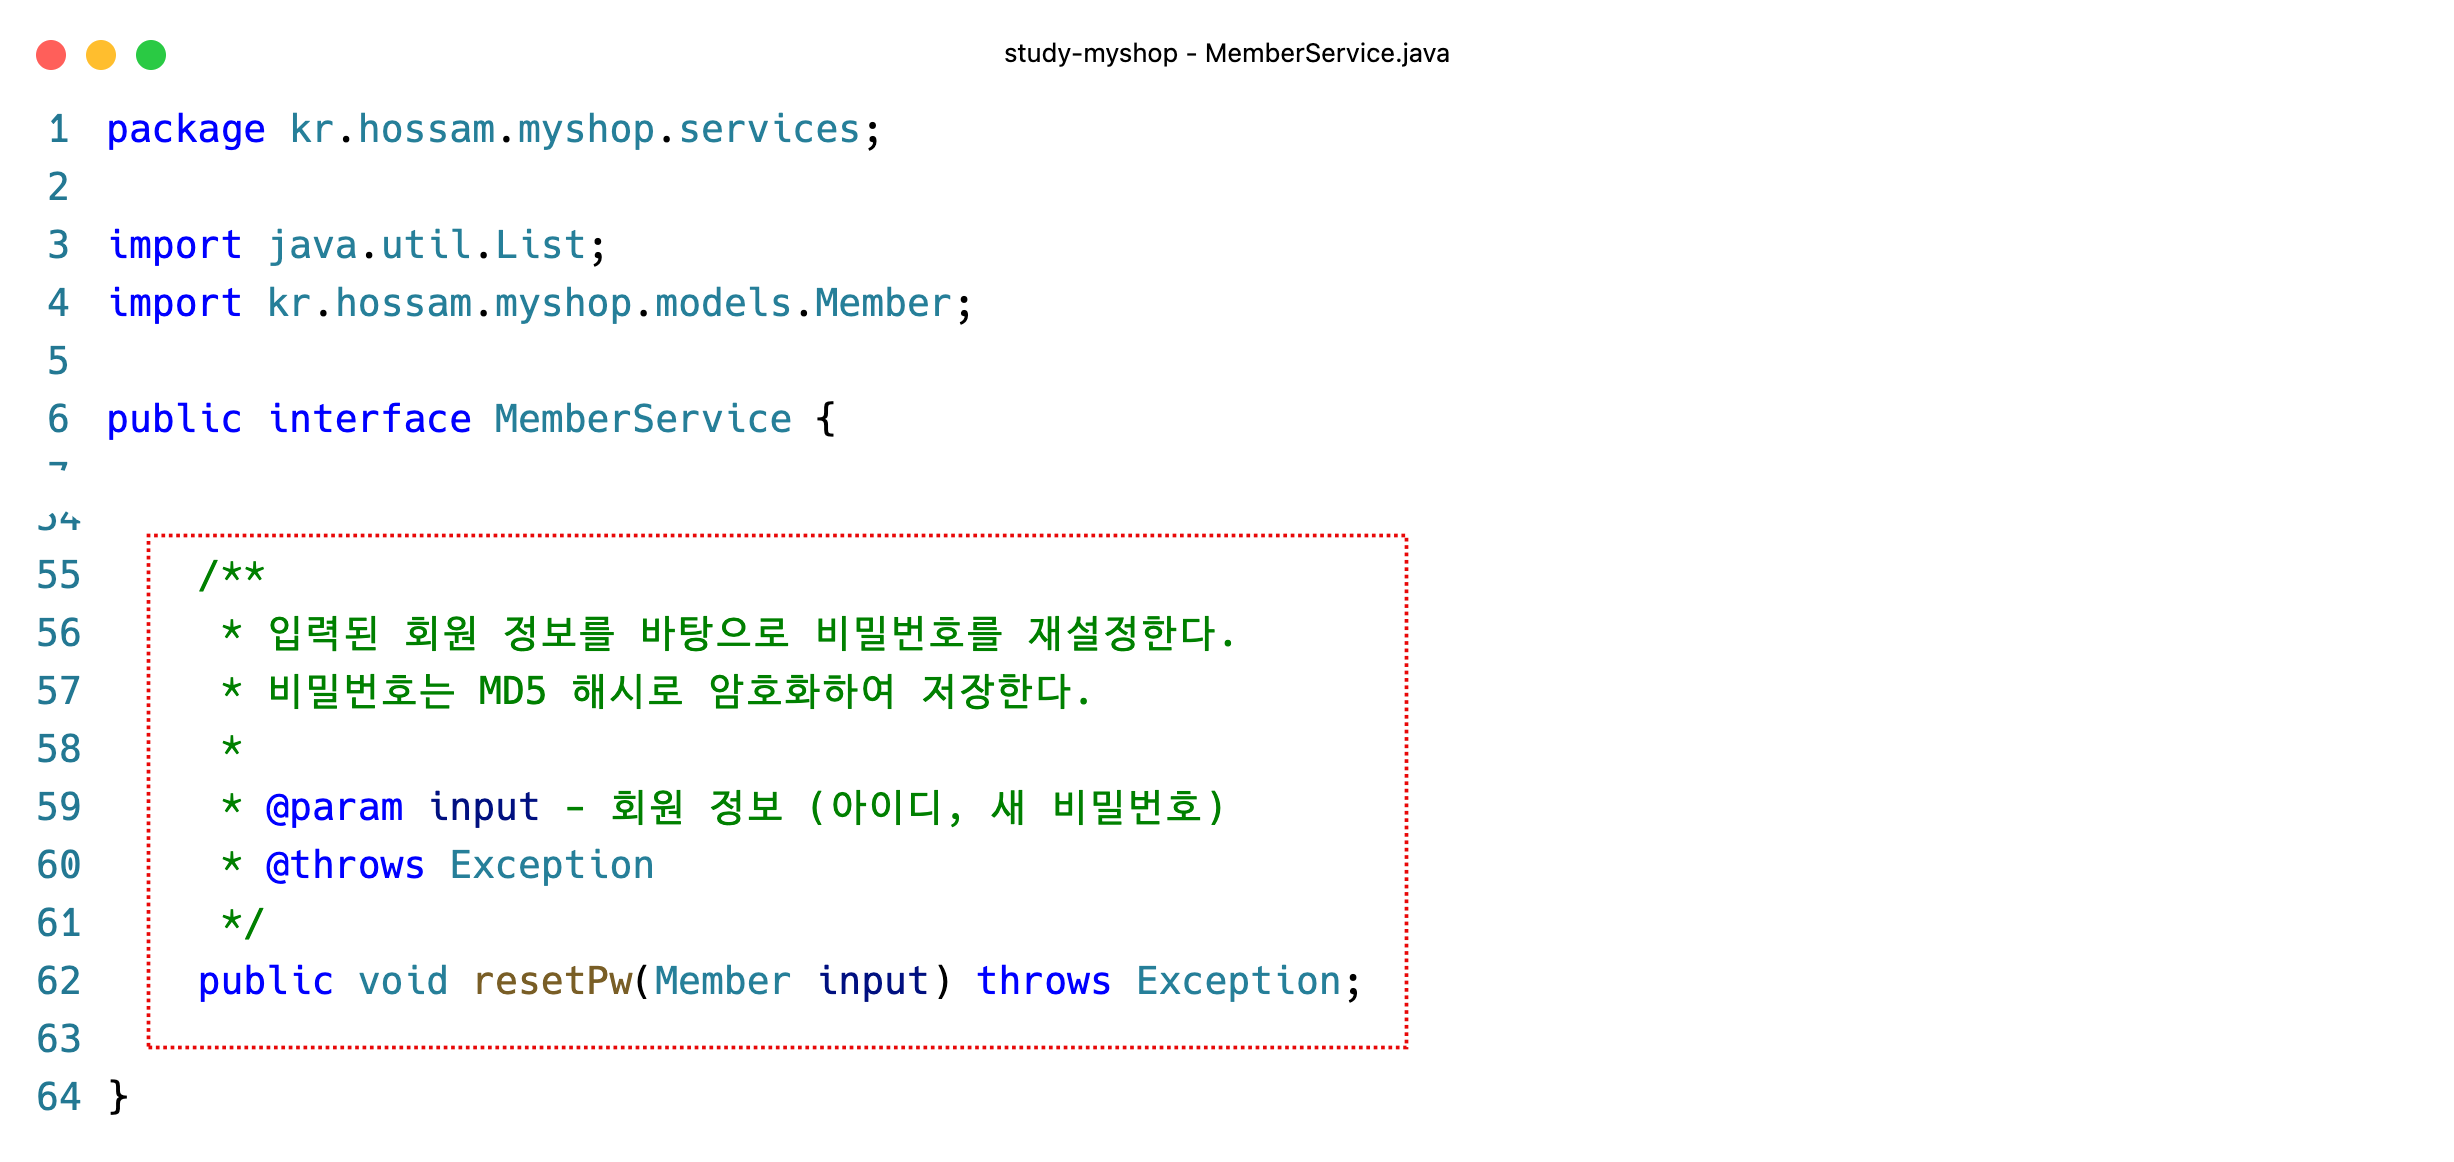 study-myshop - MemberService.java
1 package kr.hossam.myshop.services;
2
3 import java.util.List;
4 import kr.hossam.myshop.models.Member;
5
6 public interface MemberService {
7
54
55 /**
56 * 입력된 회원 정보를 바탕으로 비밀번호를 재설정한다.
57 * 비밀번호는 MD5 해시로 암호화하여 저장한다.
58 *
59 * @param input - 회원 정보 (아이디, 새 비밀번호)
60 * @throws Exception
61 */
62 public void resetPw(Member input) throws Exception;
63
64 }